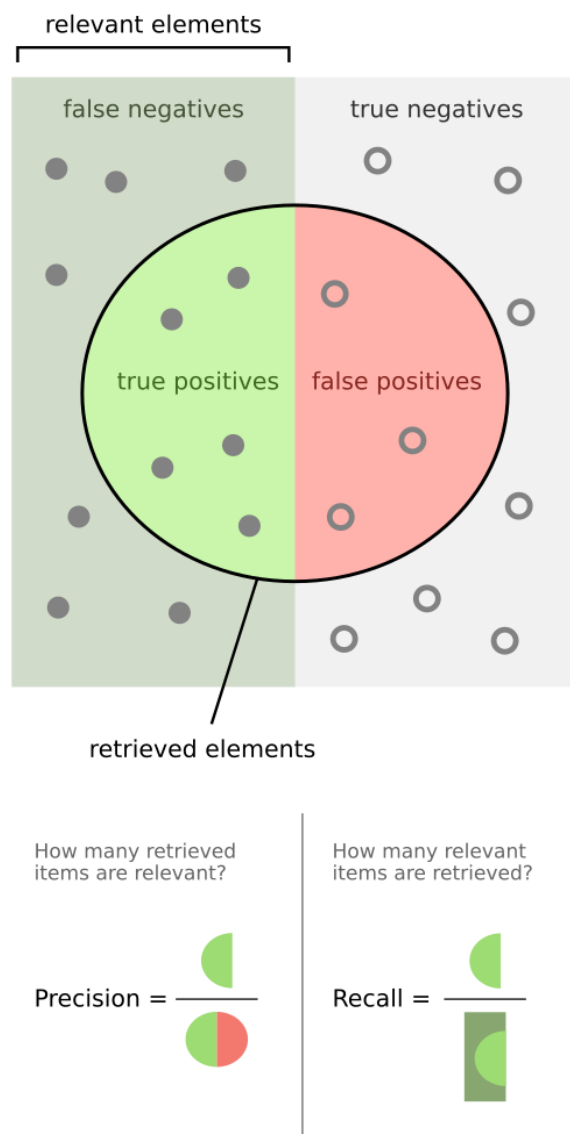 relevant elements
false negatives
true negatives
true positives
false positives
retrieved elements
How many retrieved
items are relevant?
Precision =
How many relevant
items are retrieved?
Recall =